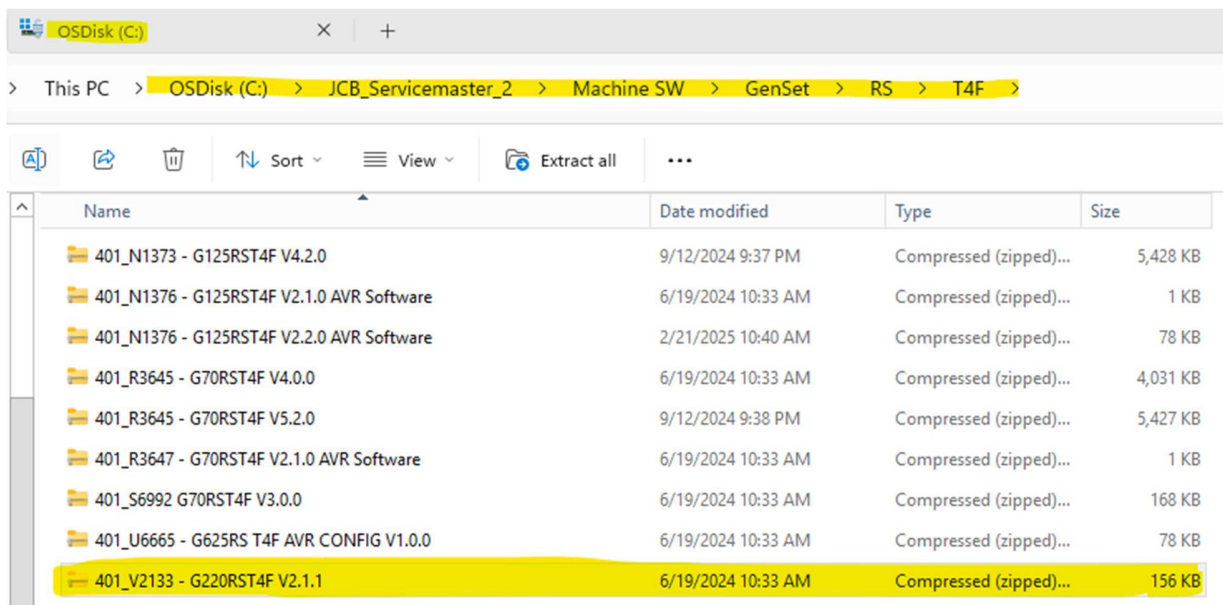 OSDisk (C:)
This PC > OSDisk (C:) > JCB_Servicemaster_2 > Machine SW > GenSet > RS > T4F >
Sort View Extract all ...
Name Date modified Type Size
401_N1373 - G125RST4F V4.2.0 9/12/2024 9:37 PM Compressed (zipped)... 5,428 KB
401_N1376 - G125RST4F V2.1.0 AVR Software 6/19/2024 10:33 AM Compressed (zipped)... 1 KB
401_N1376 - G125RST4F V2.2.0 AVR Software 2/21/2025 10:40 AM Compressed (zipped)... 78 KB
401_R3645 - G70RST4F V4.0.0 6/19/2024 10:33 AM Compressed (zipped)... 4,031 KB
401_R3645 - G70RST4F V5.2.0 9/12/2024 9:38 PM Compressed (zipped)... 5,427 KB
401_R3647 - G70RST4F V2.1.0 AVR Software 6/19/2024 10:33 AM Compressed (zipped)... 1 KB
401_S6992 G70RST4F V3.0.0 6/19/2024 10:33 AM Compressed (zipped)... 168 KB
401_U6665 - G625RS T4F AVR CONFIG V1.0.0 6/19/2024 10:33 AM Compressed (zipped)... 78 KB
401_V2133 - G220RST4F V2.1.1 6/19/2024 10:33 AM Compressed (zipped)... 156 KB